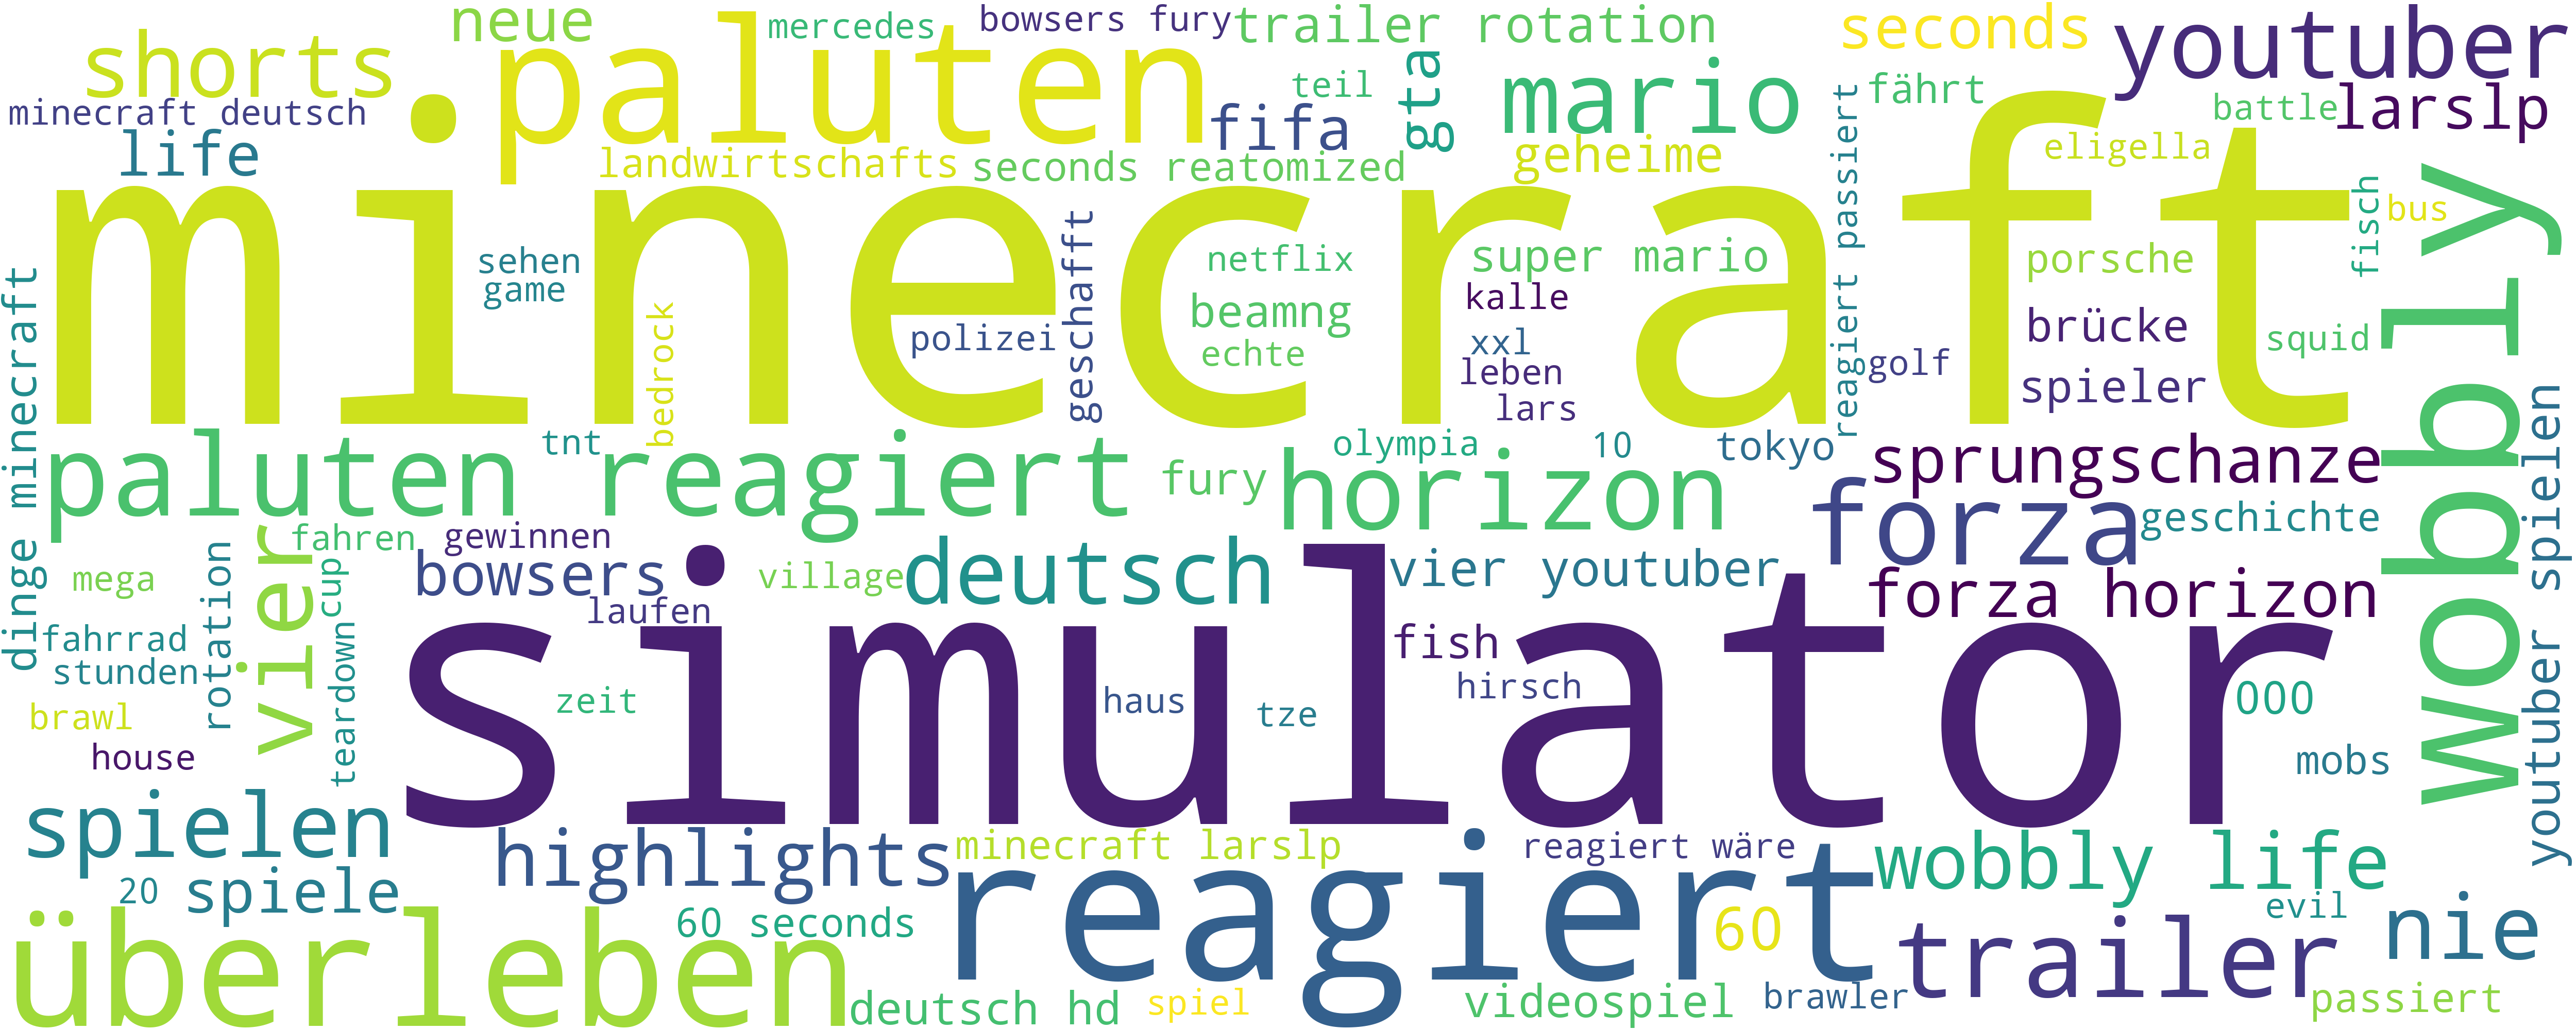 neue
mercedes
bowsers fury
trailer rotation
seconds
youtuber
shorts
paluten
teil
gta
mario
fährt
battle
larslp
minecraft deutsch
fifa
life
landwirtschafts
seconds reatomized
geheime
reagiert passiert
eligella
minecraft
fisch
bus
wobbly
sehen
game
bedrock
polizei
geschafft
netflix
beamng
echte
super mario
kalle
xxl
leben
lars
golf
porsche
brücke
spieler
squid
dinge minecraft
paluten reagiert
tnt
fury
olympia
horizon
10
tokyo
sprungschanze
forza
geschichte
youtuber spielen
vier
fahren
gewinnen
bowsers
village
deutsch
vier youtuber
forza horizon
mega
rotation
cup
laufen
simulator
fish
fahrrad
stunden
teardown
zeit
haus
tze
hirsch
000
brawl
house
mobs
spielen
highlights
minecraft larslp
reagiert wäre
wobbly life
20
spiele
60 seconds
reagiert
60
evil
nie
überleben
trailer
deutsch hd
spiel
videospiel
brawler
passiert